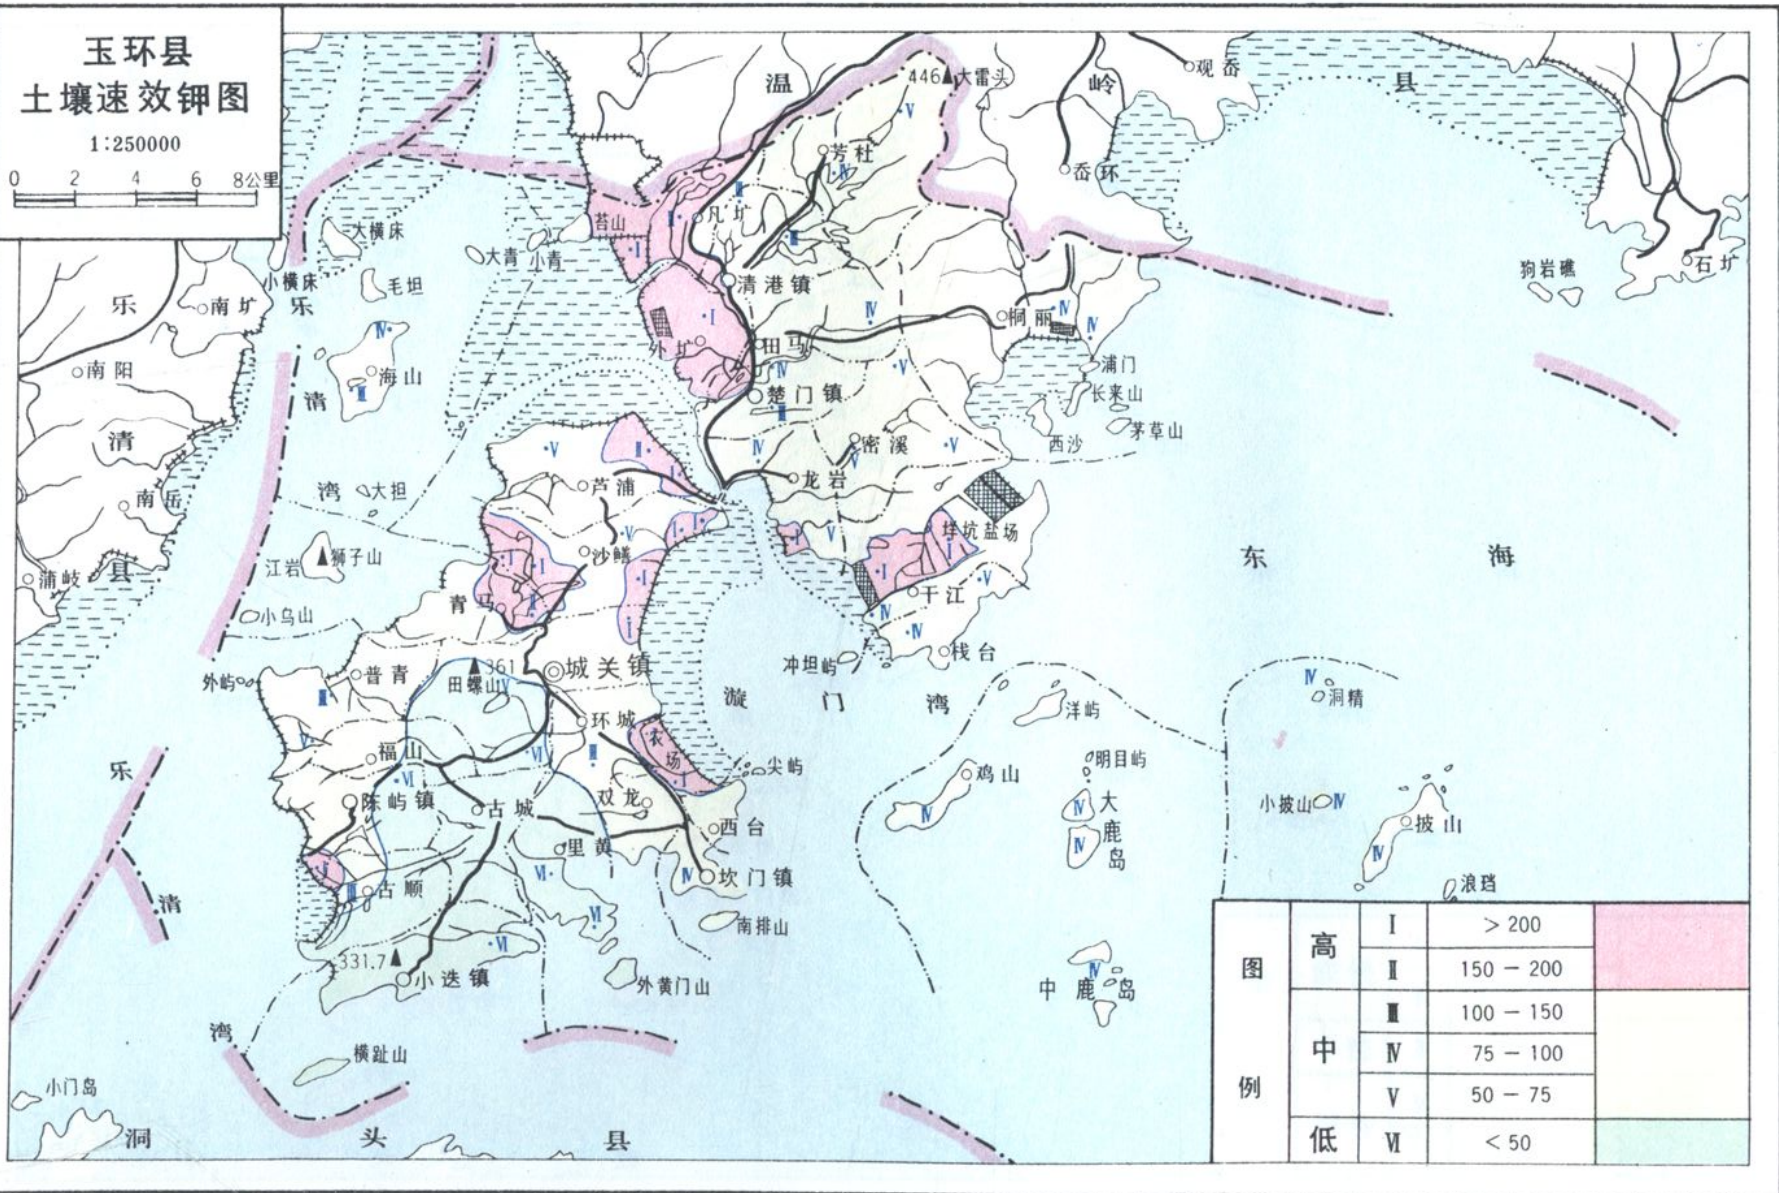 玉环县
土壤速效钾图
1:250000
0 2 4 6 8公里
温
岭
县
446
大雷头
观岙
岙环
石圹
狗岩礁
芳杜
苔山
凡圹
清港镇
外圹
田马
楚门镇
桐丽
浦门
长来山
茅草山
西沙
密溪
龙岩
垟坑盐场
干江
栈台
冲坦屿
大横床
小横床
毛坦
大青
小青
乐
清
湾
乐
清
县
南圹
南阳
南岳
蒲岐
海山
大担
江岩
狮子山
小乌山
外屿
芦浦
沙鳝
青马
普青
361
田螺山
城关镇
环城
农场
福山
陈屿镇
古城
双龙
西台
里黄
坎门镇
古顺
331.7
小迭镇
南排山
外黄门山
横趾山
尖屿
漩
门
湾
东
海
洋屿
鸡山
明目屿
大鹿岛
中鹿岛
洞精
小披山
披山
浪珰
乐
清
湾
小门岛
洞
头
县
Ⅰ
Ⅱ
Ⅲ
Ⅳ
Ⅴ
Ⅵ
图例
高 Ⅰ >200
Ⅱ 150－200
中 Ⅲ 100－150
Ⅳ 75－100
Ⅴ 50－75
低 Ⅵ <50